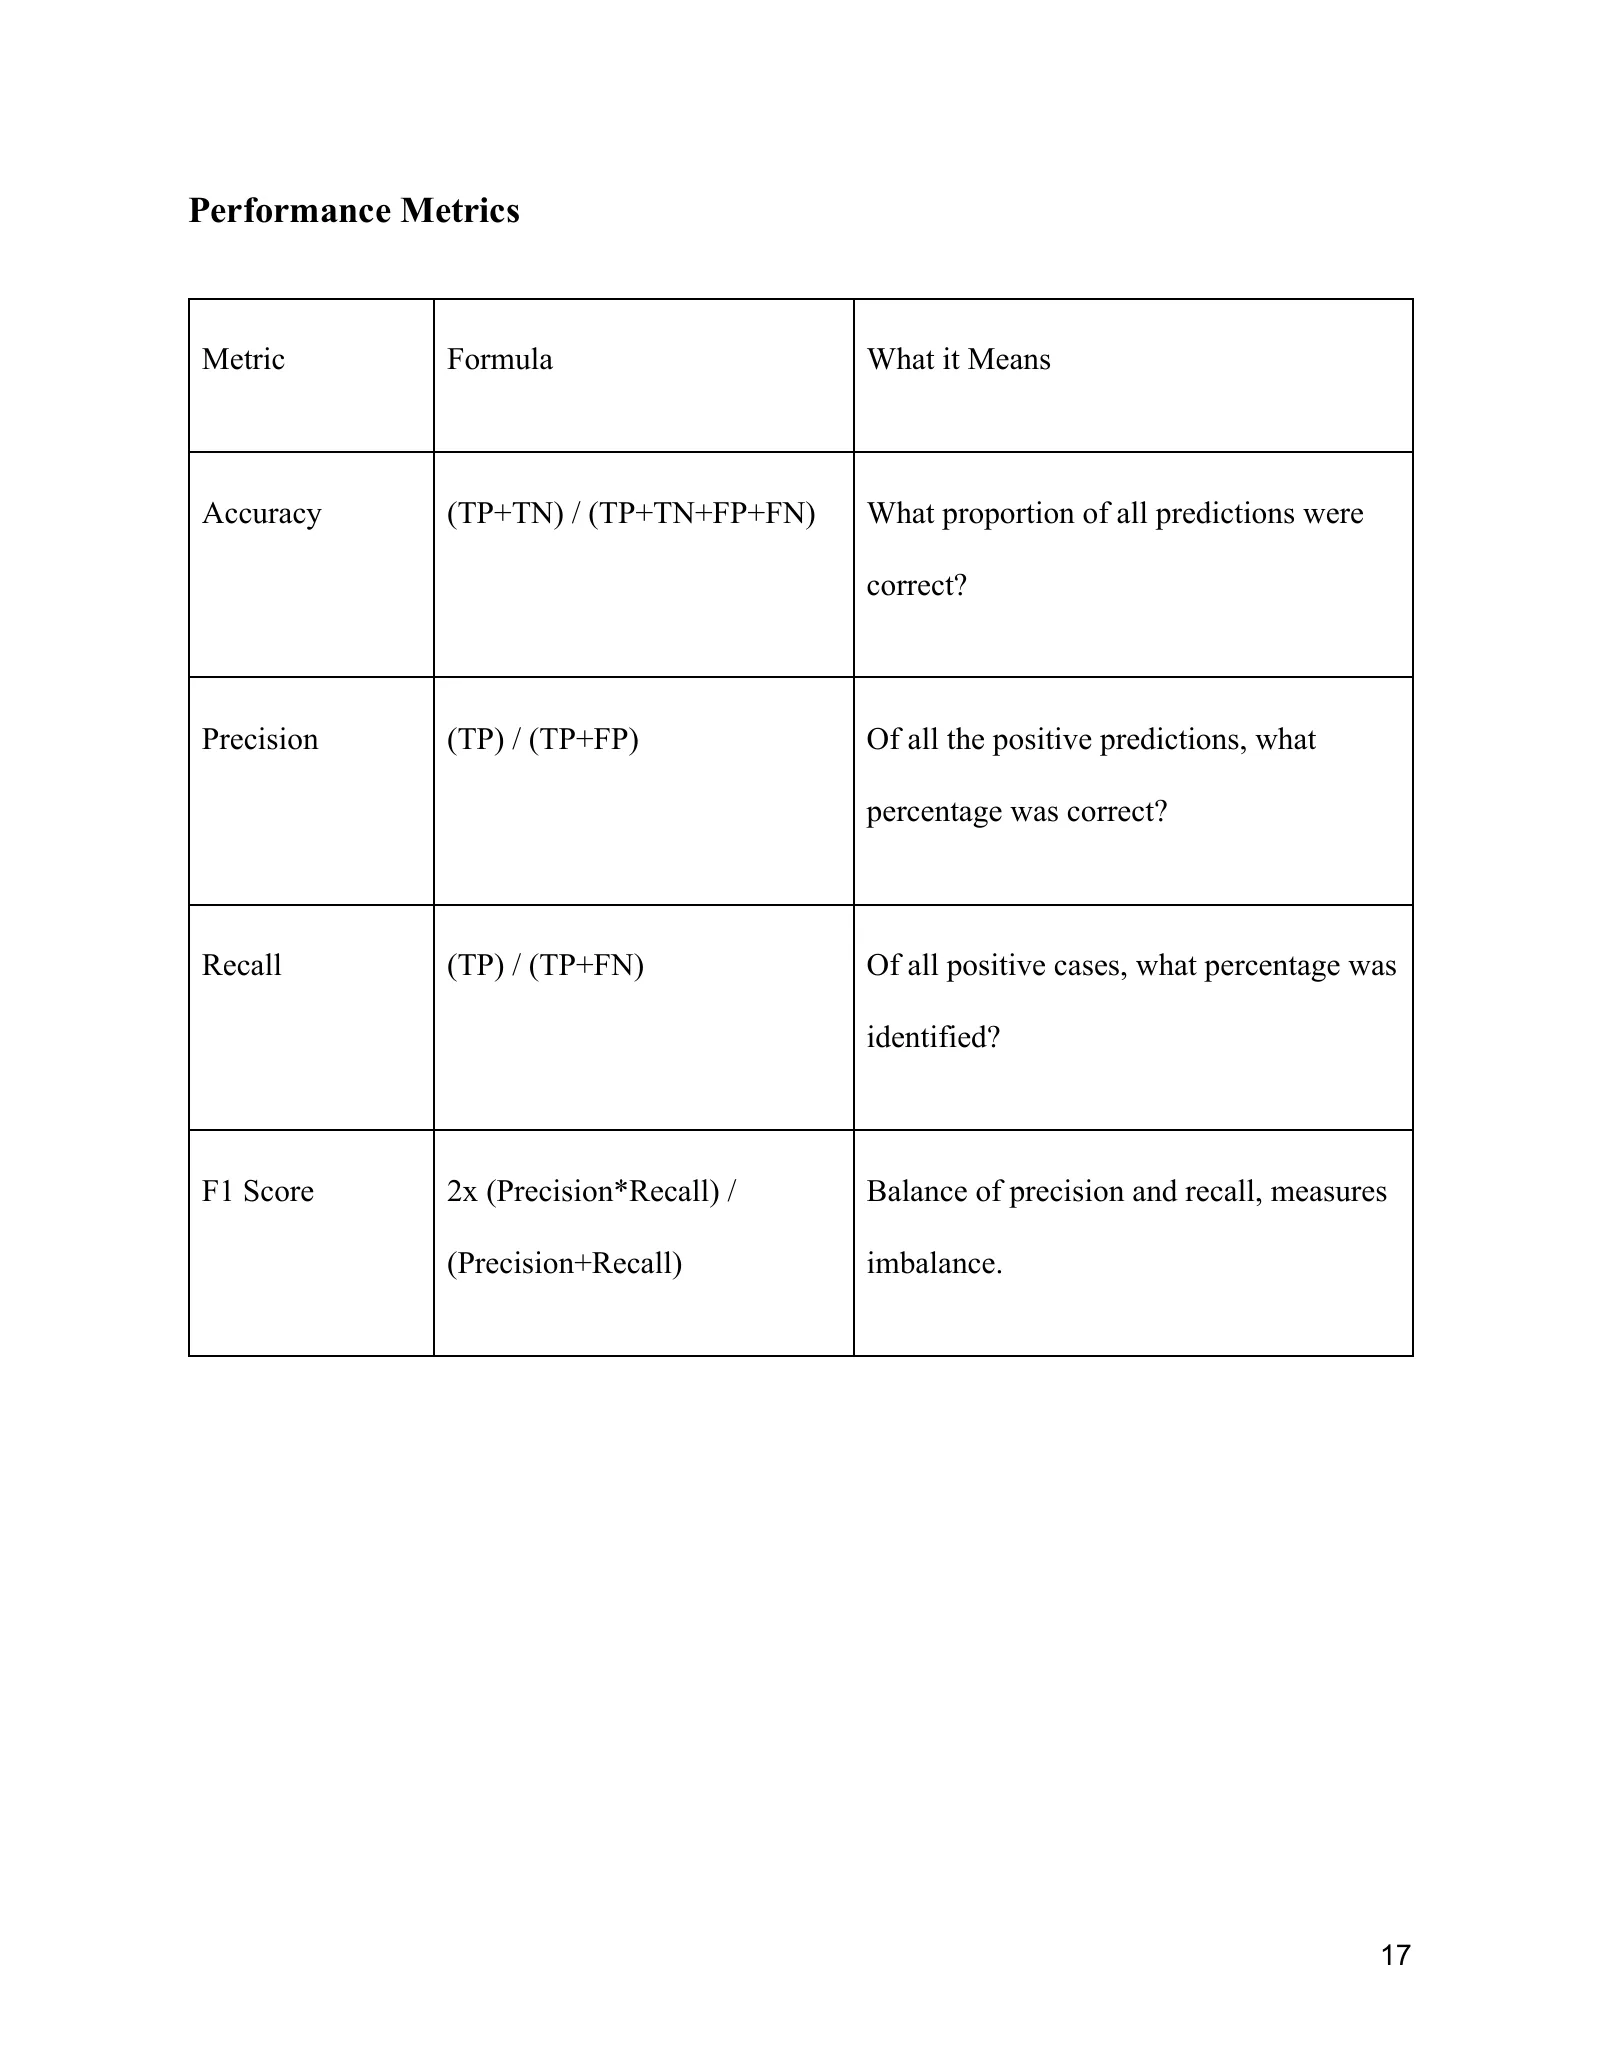 Performance Metrics
Metric
Formula
What it Means
Accuracy
(TP+TN) / (TP+TN+FP+FN)
What proportion of all predictions were
correct?
Precision
(TP) / (TP+FP)
Of all the positive predictions, what
percentage was correct?
Recall
(TP) / (TP+FN)
Of all positive cases, what percentage was
identified?
F1 Score
2x (Precision*Recall) /
(Precision+Recall)
Balance of precision and recall, measures
imbalance.
17